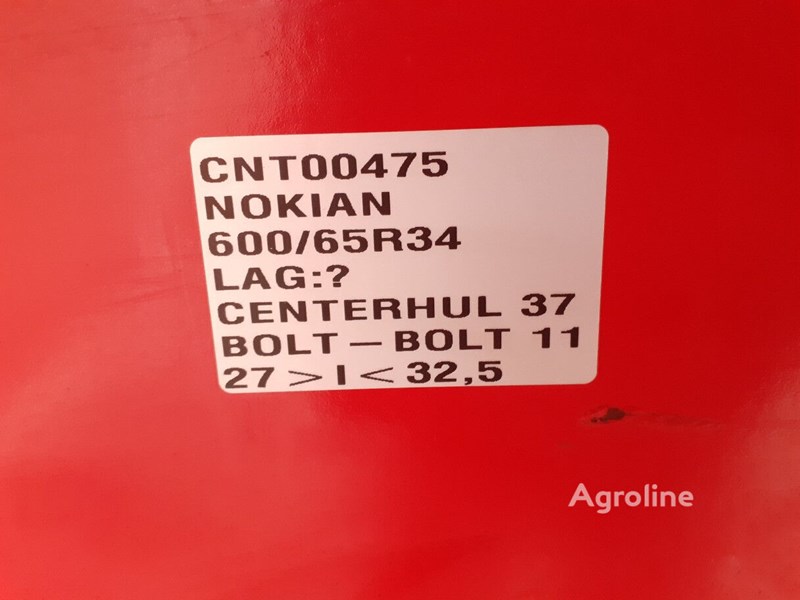 CNT00475
NOKIAN
600/65R34
LAG:?
CENTERHUL 37
BOLT – BOLT 11
27 > I < 32,5
Agroline